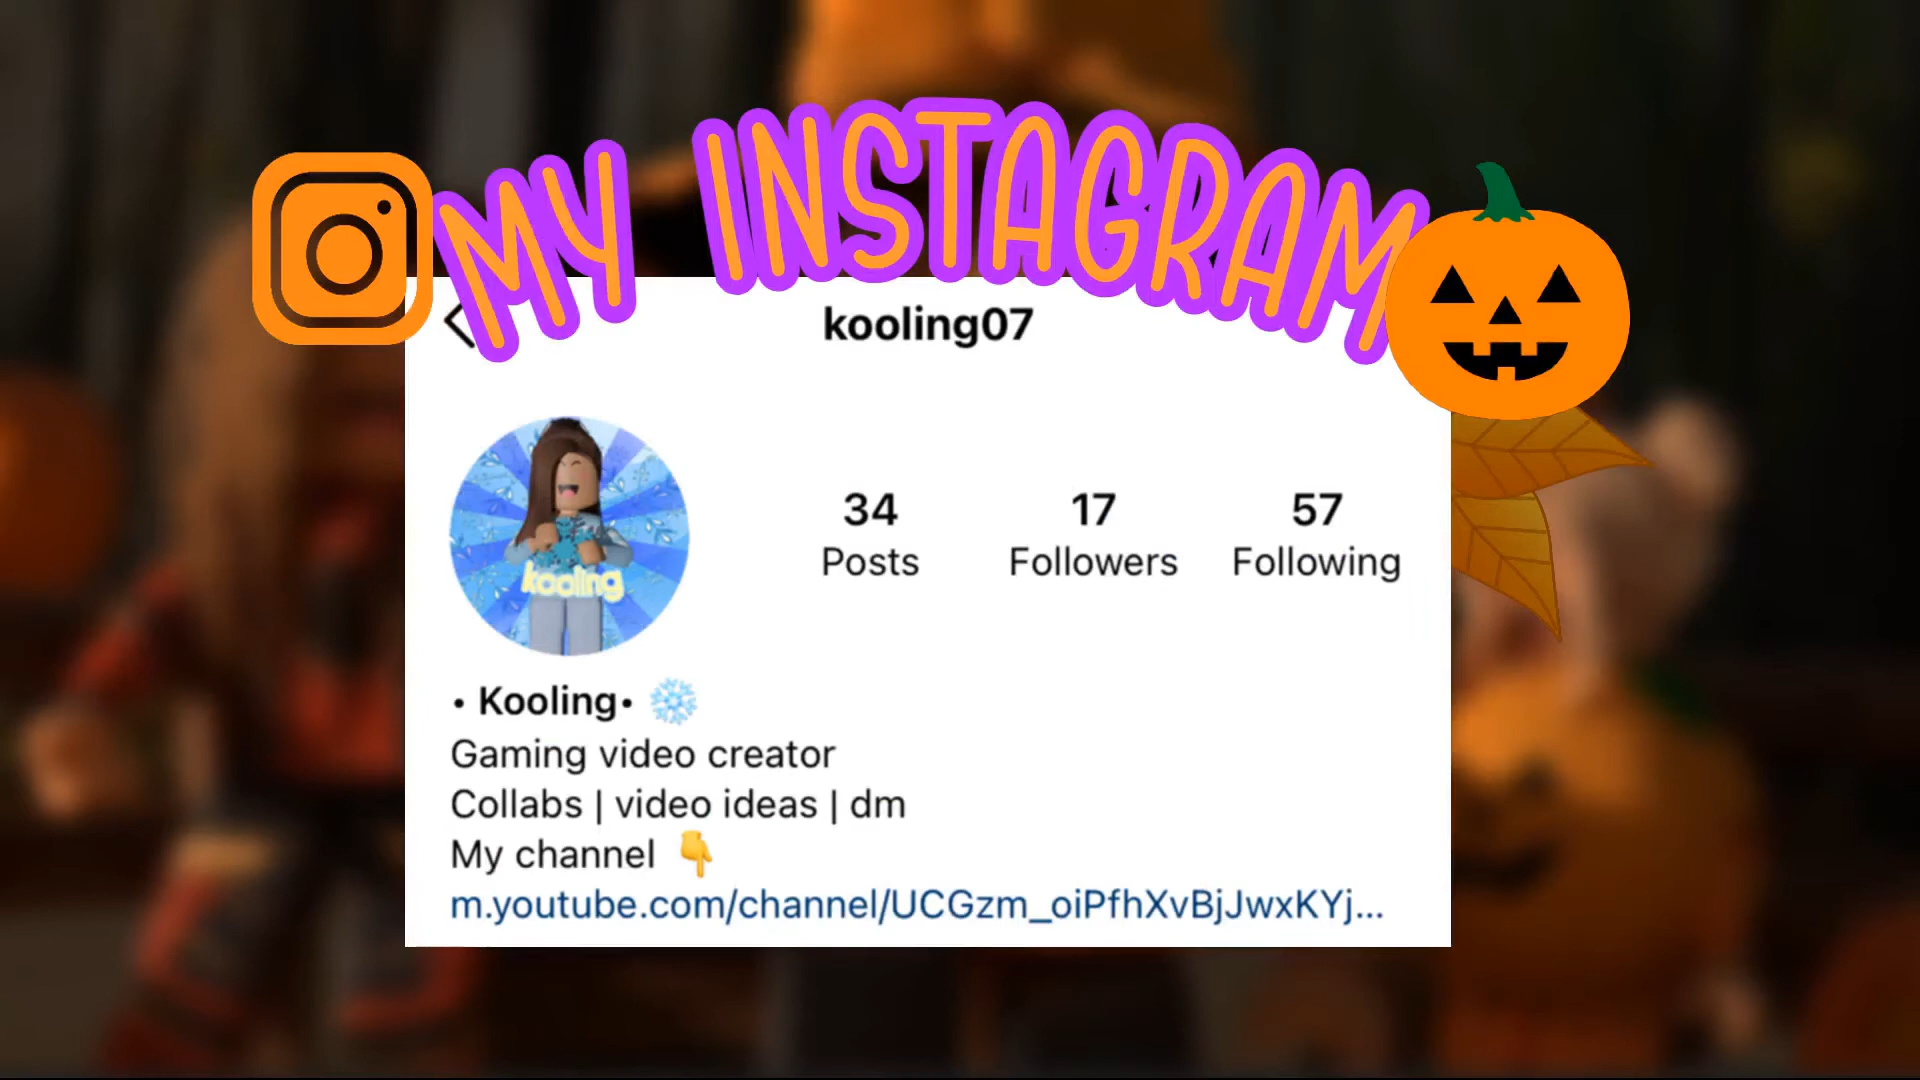 MY INSTAGRAM
kooling07
kooling
34
Posts
17
Followers
57
Following
• Kooling• ❄️
Gaming video creator
Collabs | video ideas | dm
My channel 👇
m.youtube.com/channel/UCGzm_oiPfhXvBjJwxKYj...